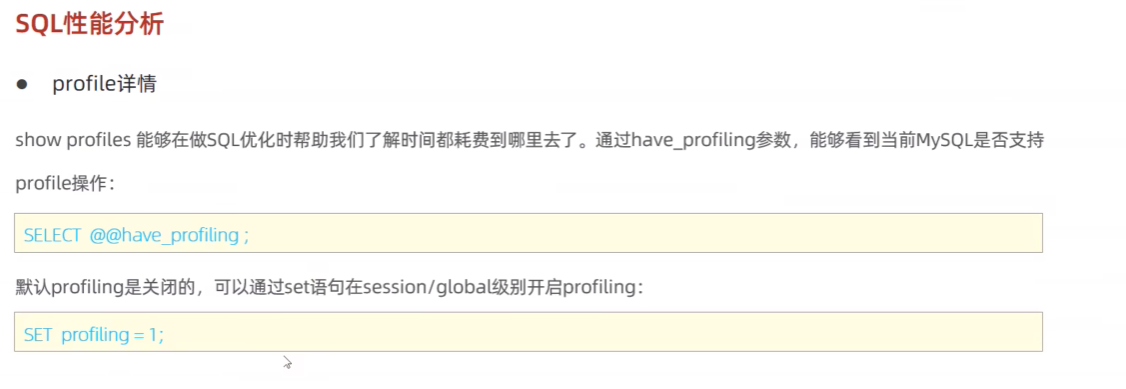 SQL性能分析
● profile详情
show profiles 能够在做SQL优化时帮助我们了解时间都耗费到哪里去了。通过have_profiling参数，能够看到当前MySQL是否支持
profile操作：
SELECT @@have_profiling ;
默认profiling是关闭的，可以通过set语句在session/global级别开启profiling：
SET profiling = 1;